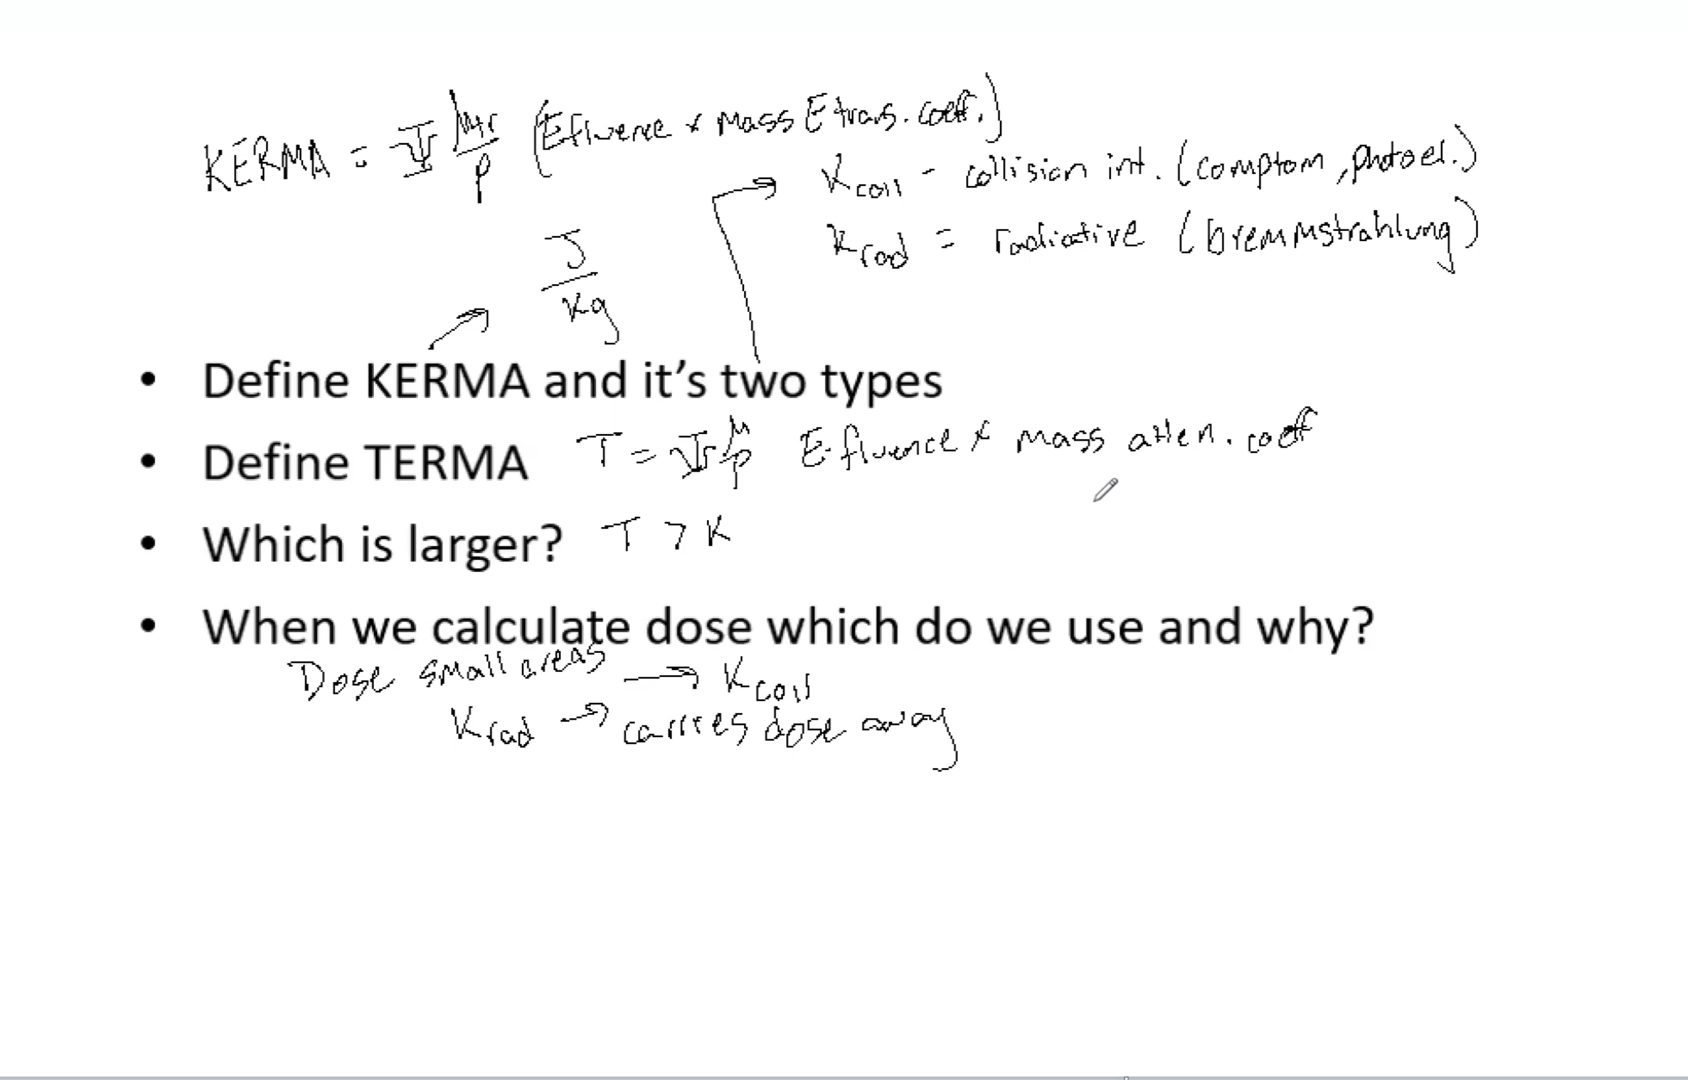 KERMA = Ψ μtr/ρ (E fluence x Mass E trans. coeff.)
Kcoll - collision int. (compton, photoel.)
Krad = radiative (bremmstrahlung)
J/kg
• Define KERMA and it's two types
• Define TERMA T = Ψ μ/ρ E. fluence x mass atten. coeff
• Which is larger? T > K
• When we calculate dose which do we use and why?
Dose small areas → Kcoll
Krad → carries dose away